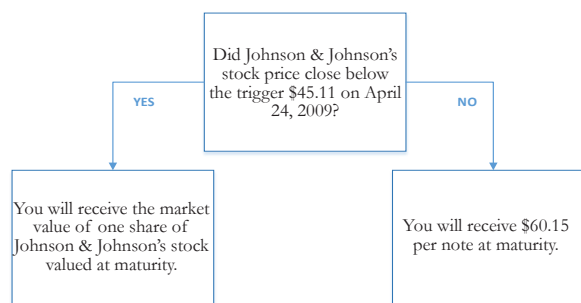 Did Johnson & Johnson's
stock price close below
the trigger $45.11 on April
24, 2009?
YES
NO
You will receive the market
value of one share of
Johnson & Johnson's stock
valued at maturity.
You will receive $60.15
per note at maturity.